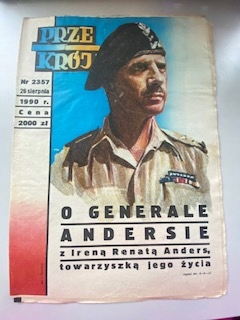 PRZE
KRÓJ
Nr 2357
26 sierpnia
1990 r.
Cena
2000 zł
O GENERALE
ANDERSIE
z Ireną Renatą Anders,
towarzyszką jego życia